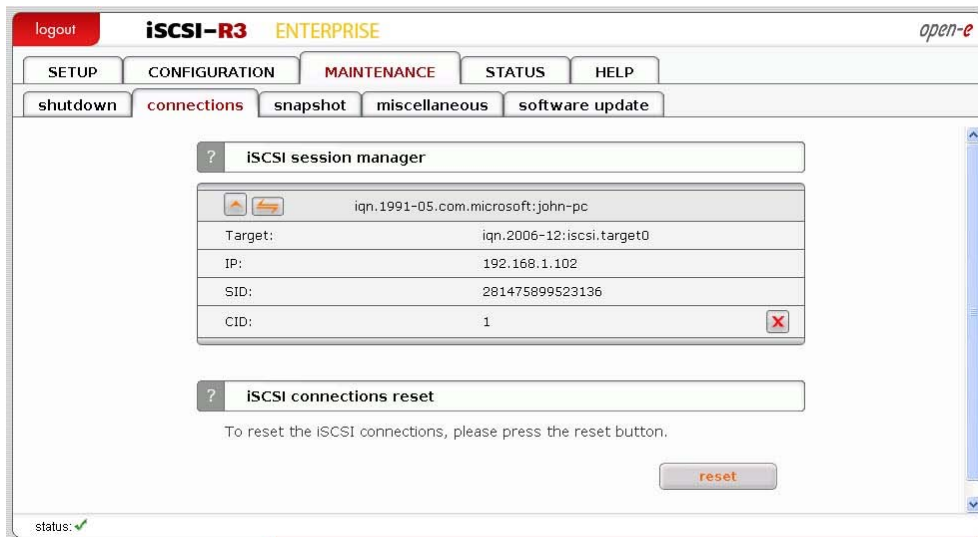 logout iSCSI-R3 ENTERPRISE open-e
SETUP CONFIGURATION MAINTENANCE STATUS HELP
shutdown connections snapshot miscellaneous software update
? iSCSI session manager
iqn.1991-05.com.microsoft:john-pc
Target: iqn.2006-12:iscsi.target0
IP: 192.168.1.102
SID: 281475899523136
CID: 1
? iSCSI connections reset
To reset the iSCSI connections, please press the reset button.
reset
status: